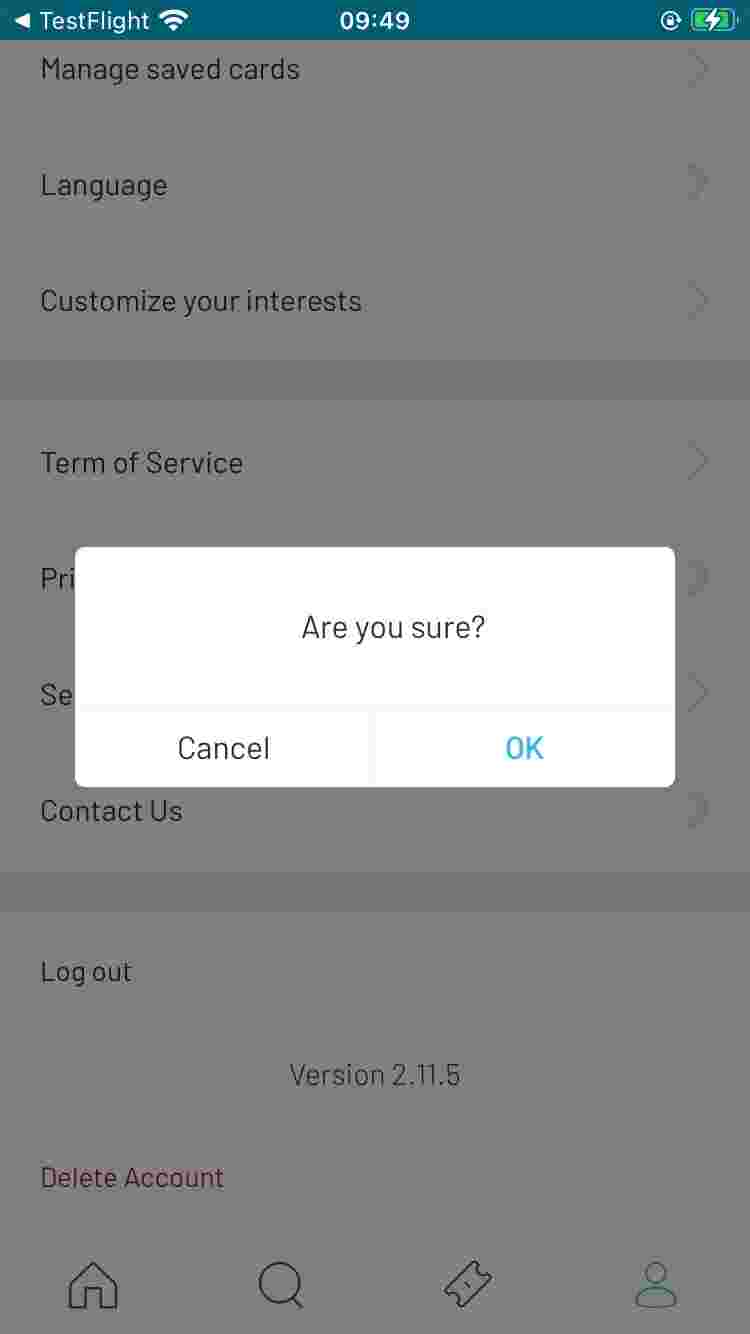 ◀ TestFlight 09:49
Manage saved cards
Language
Customize your interests
Term of Service
Pri
Are you sure?
Se
Cancel OK
Contact Us
Log out
Version 2.11.5
Delete Account